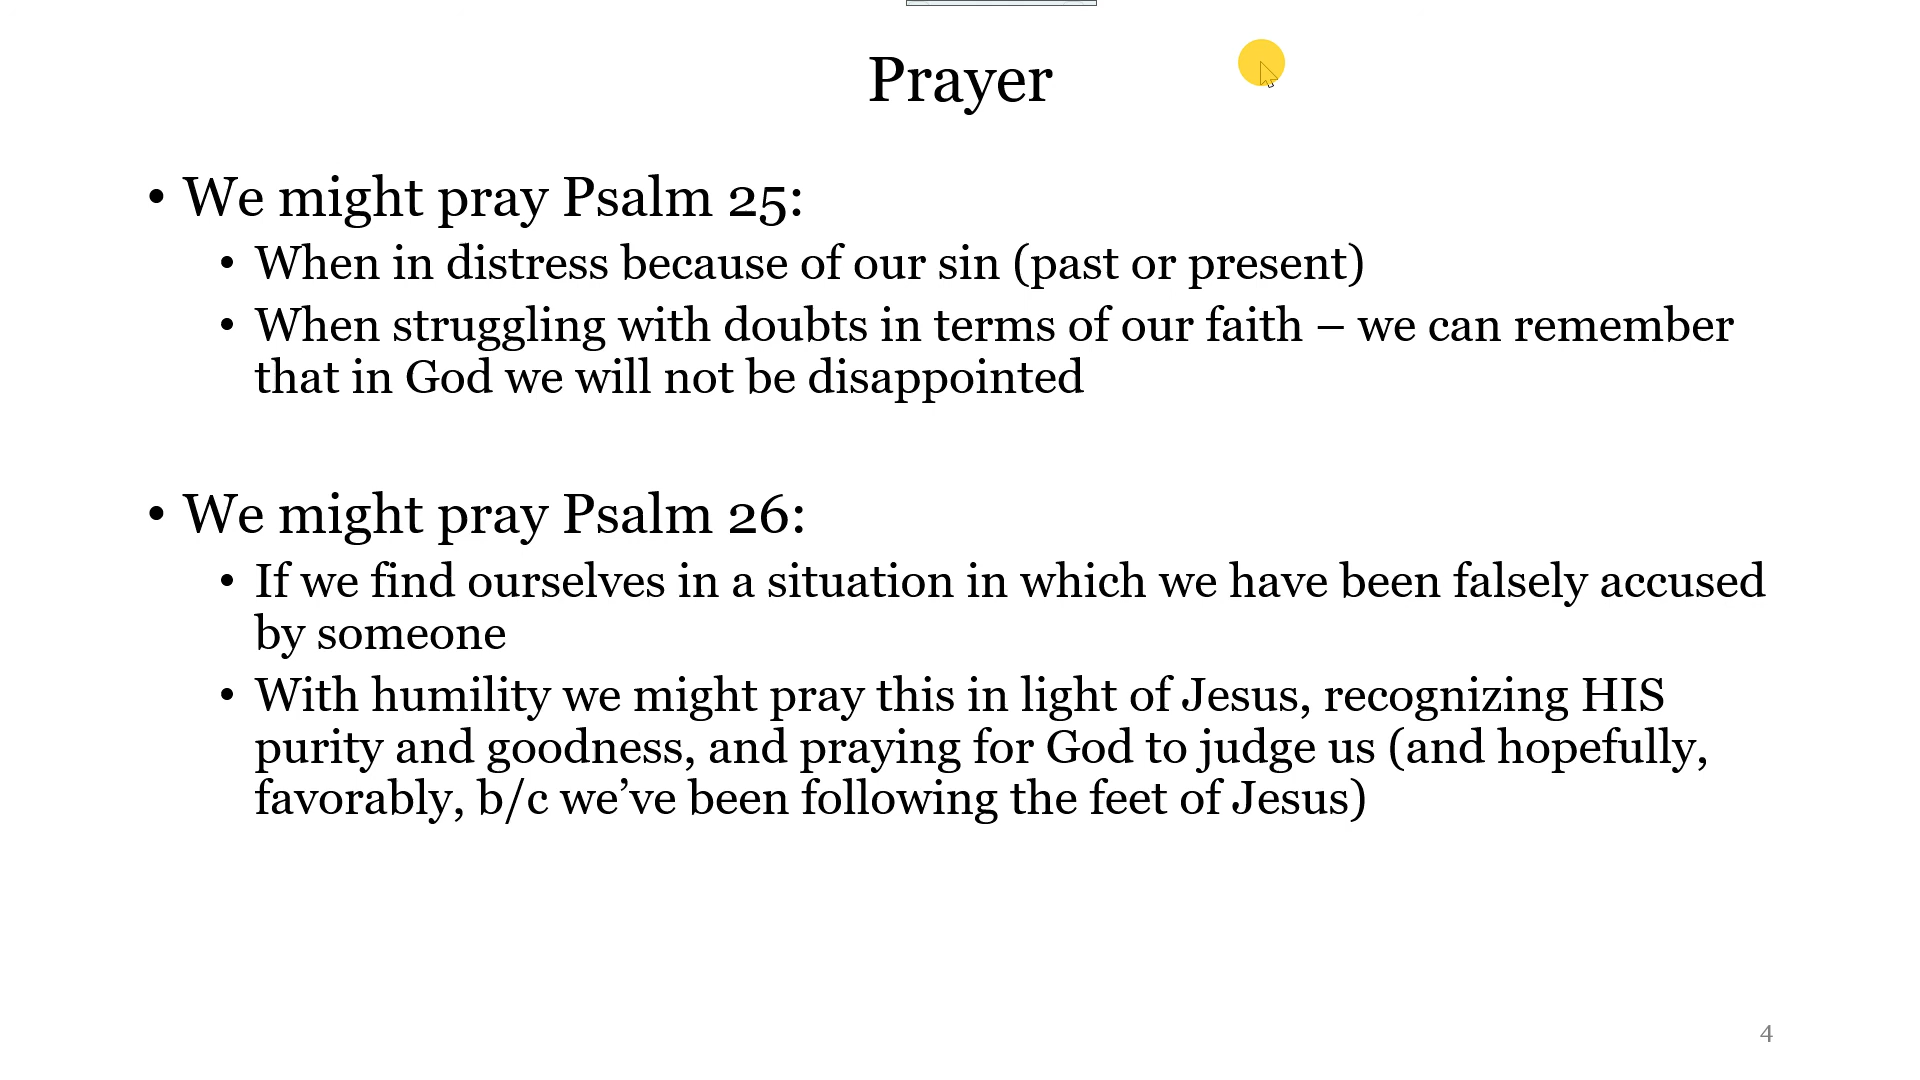 Prayer
• We might pray Psalm 25:
• When in distress because of our sin (past or present)
• When struggling with doubts in terms of our faith – we can remember
that in God we will not be disappointed
• We might pray Psalm 26:
• If we find ourselves in a situation in which we have been falsely accused
by someone
• With humility we might pray this in light of Jesus, recognizing HIS
purity and goodness, and praying for God to judge us (and hopefully,
favorably, b/c we’ve been following the feet of Jesus)
4